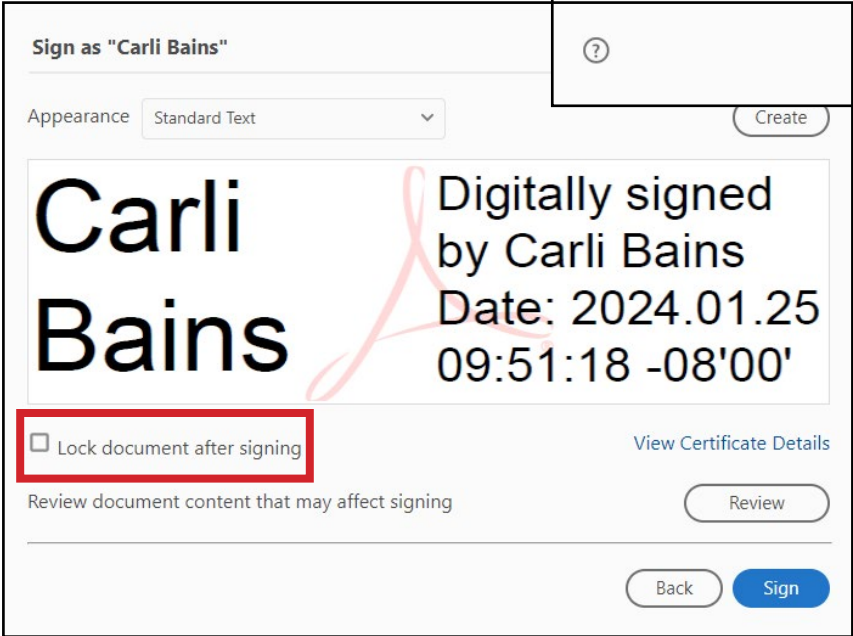 Sign as "Carli Bains"
?
Appearance Standard Text Create
Carli
Bains
Digitally signed
by Carli Bains
Date: 2024.01.25
09:51:18 -08'00'
Lock document after signing View Certificate Details
Review document content that may affect signing Review
Back Sign